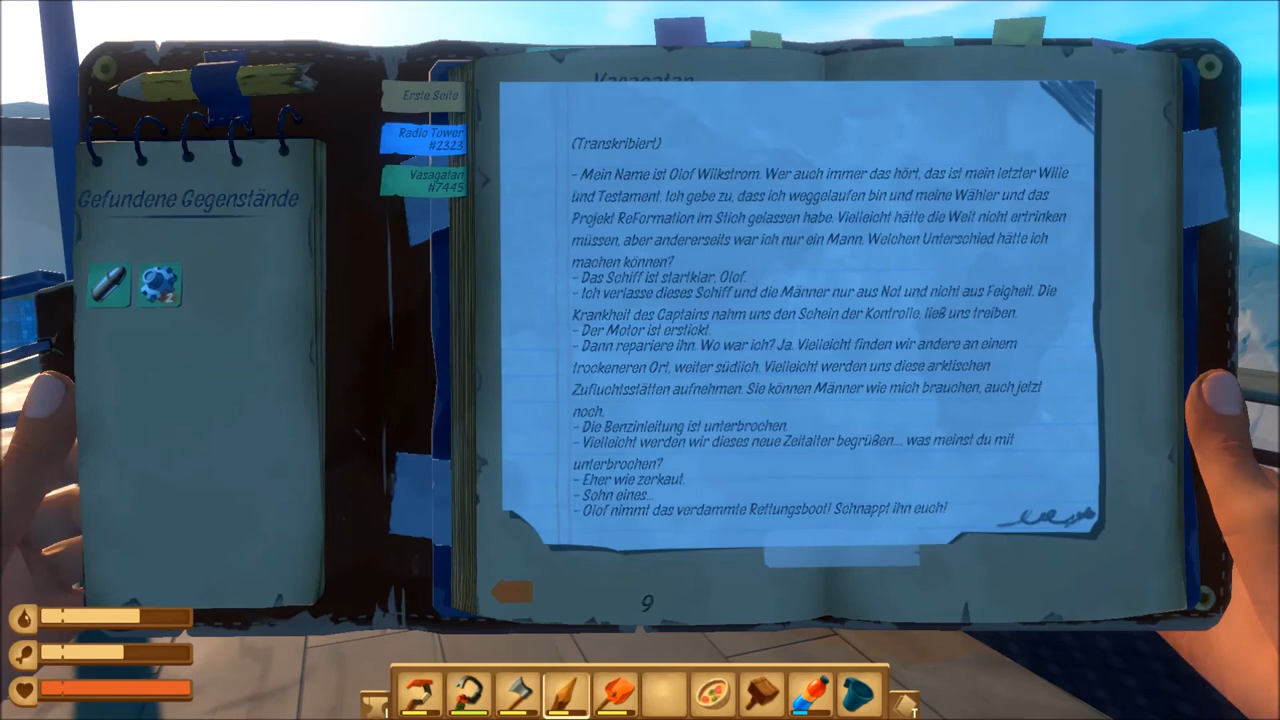 Vasagatan
Erste Seite
Radio Tower
#2323
Vasagatan
#7445
Gefundene Gegenstände
2
(Transkribiert)
- Mein Name ist Olof Wilkstrom. Wer auch immer das hört, das ist mein letzter Wille
und Testament. Ich gebe zu, dass ich weggelaufen bin und meine Wähler und das
Projekt ReFormation im Stich gelassen habe. Vielleicht hätte die Welt nicht ertrinken
müssen, aber andererseits war ich nur ein Mann. Welchen Unterschied hätte ich
machen können?
- Das Schiff ist startklar, Olof.
- Ich verlasse dieses Schiff und die Männer nur aus Not und nicht aus Feigheit. Die
Krankheit des Captains nahm uns den Schein der Kontrolle, ließ uns treiben.
- Der Motor ist erstickt.
- Dann repariere ihn. Wo war ich? Ja. Vielleicht finden wir andere an einem
trockeneren Ort, weiter südlich. Vielleicht werden uns diese arktischen
Zufluchtsstätten aufnehmen. Sie können Männer wie mich brauchen, auch jetzt
noch.
- Die Benzinleitung ist unterbrochen.
- Vielleicht werden wir dieses neue Zeitalter begrüßen... was meinst du mit
unterbrochen?
- Eher wie zerkaut.
- Sohn eines...
- Olof nimmt das verdammte Rettungsboot! Schnappt ihn euch!
9
1
T